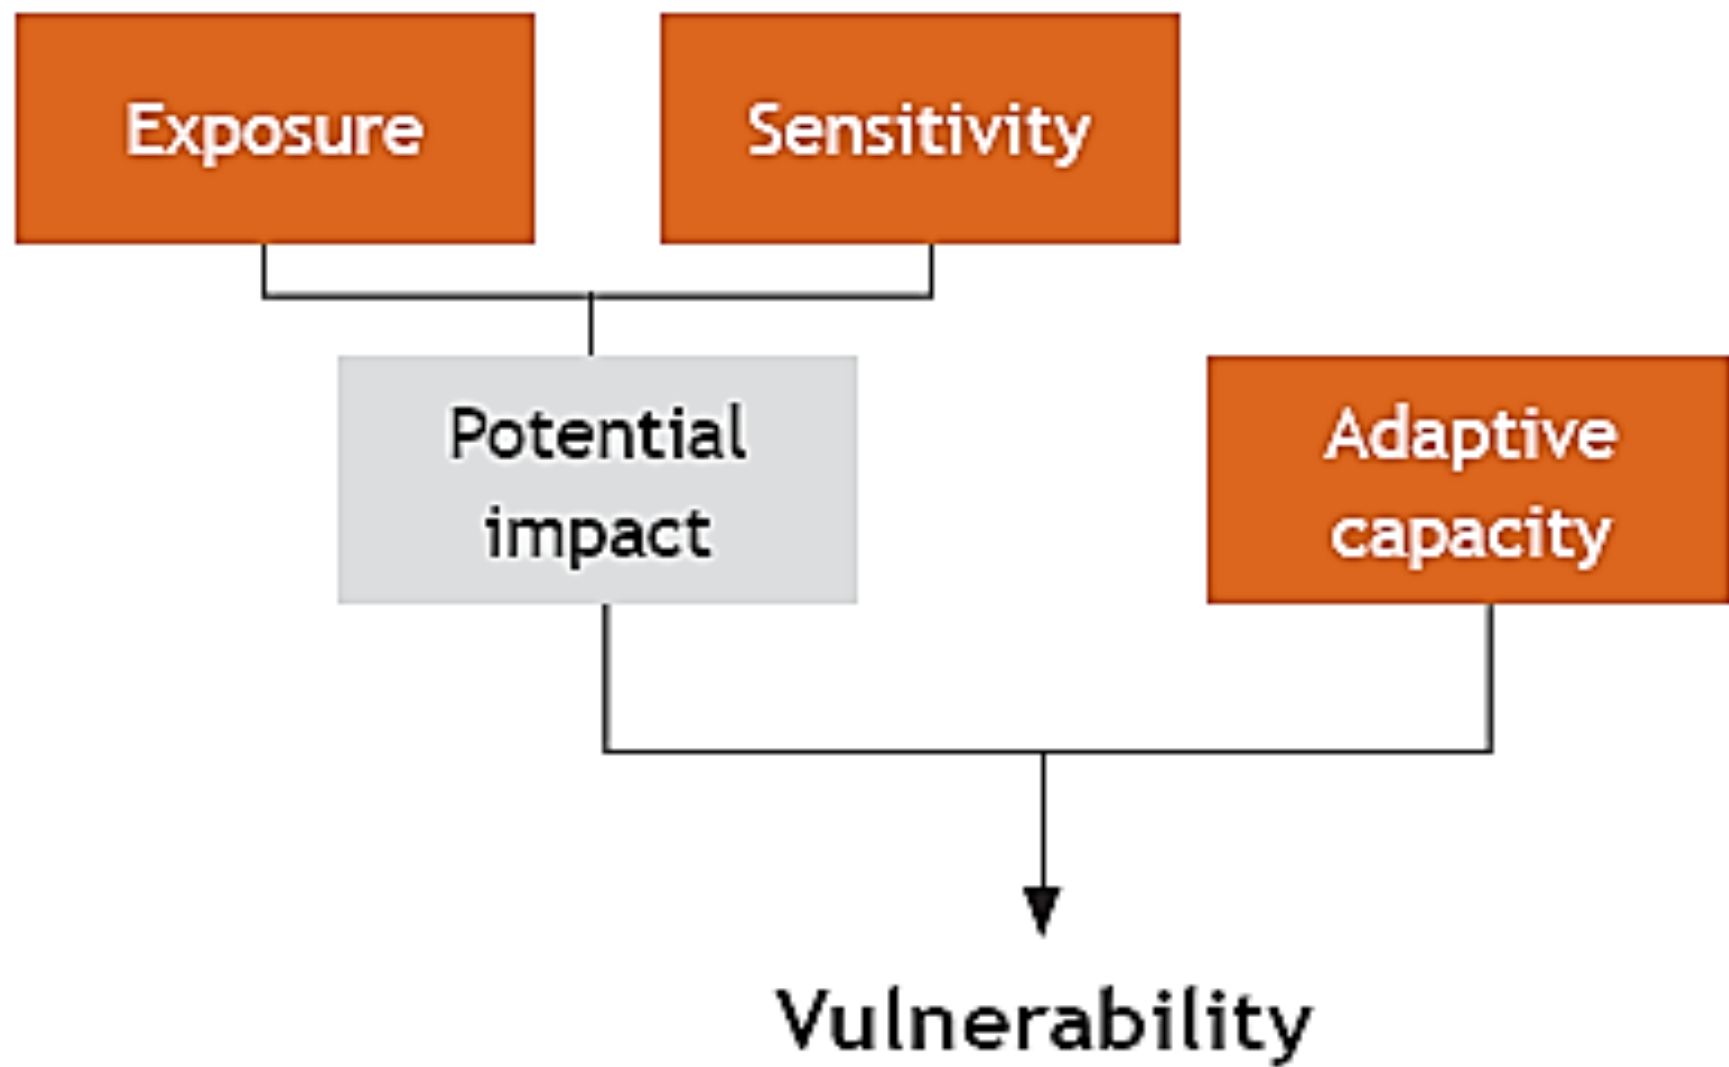 Exposure
Sensitivity
Potential
impact
Adaptive
capacity
Vulnerability